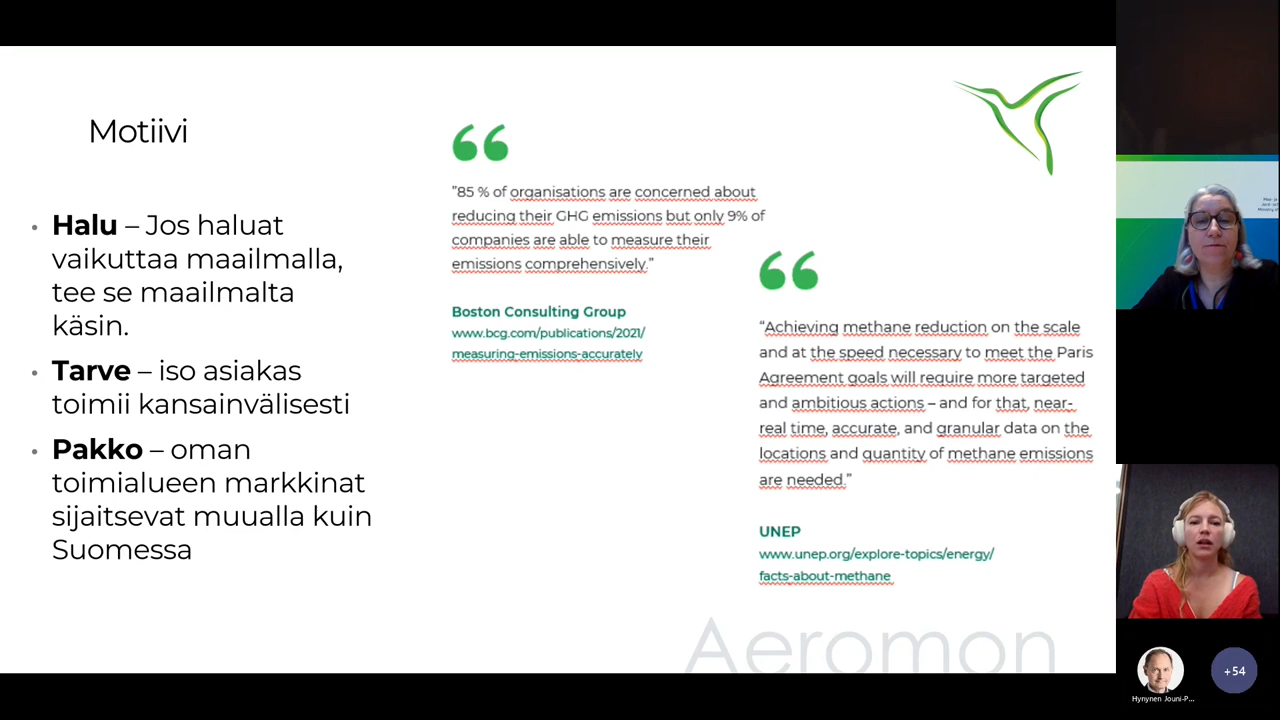 Motiivi
• Halu – Jos haluat
vaikuttaa maailmalla,
tee se maailmalta
käsin.
• Tarve – iso asiakas
toimii kansainvälisesti
• Pakko – oman
toimialueen markkinat
sijaitsevat muualla kuin
Suomessa
“
"85 % of organisations are concerned about
reducing their GHG emissions but only 9% of
companies are able to measure their
emissions comprehensively."
Boston Consulting Group
www.bcg.com/publications/2021/
measuring-emissions-accurately
“
“Achieving methane reduction on the scale
and at the speed necessary to meet the Paris
Agreement goals will require more targeted
and ambitious actions – and for that, near-
real time, accurate, and granular data on the
locations and quantity of methane emissions
are needed.”
UNEP
www.unep.org/explore-topics/energy/
facts-about-methane
Aeromon
Hynynen Jouni-P...
+54